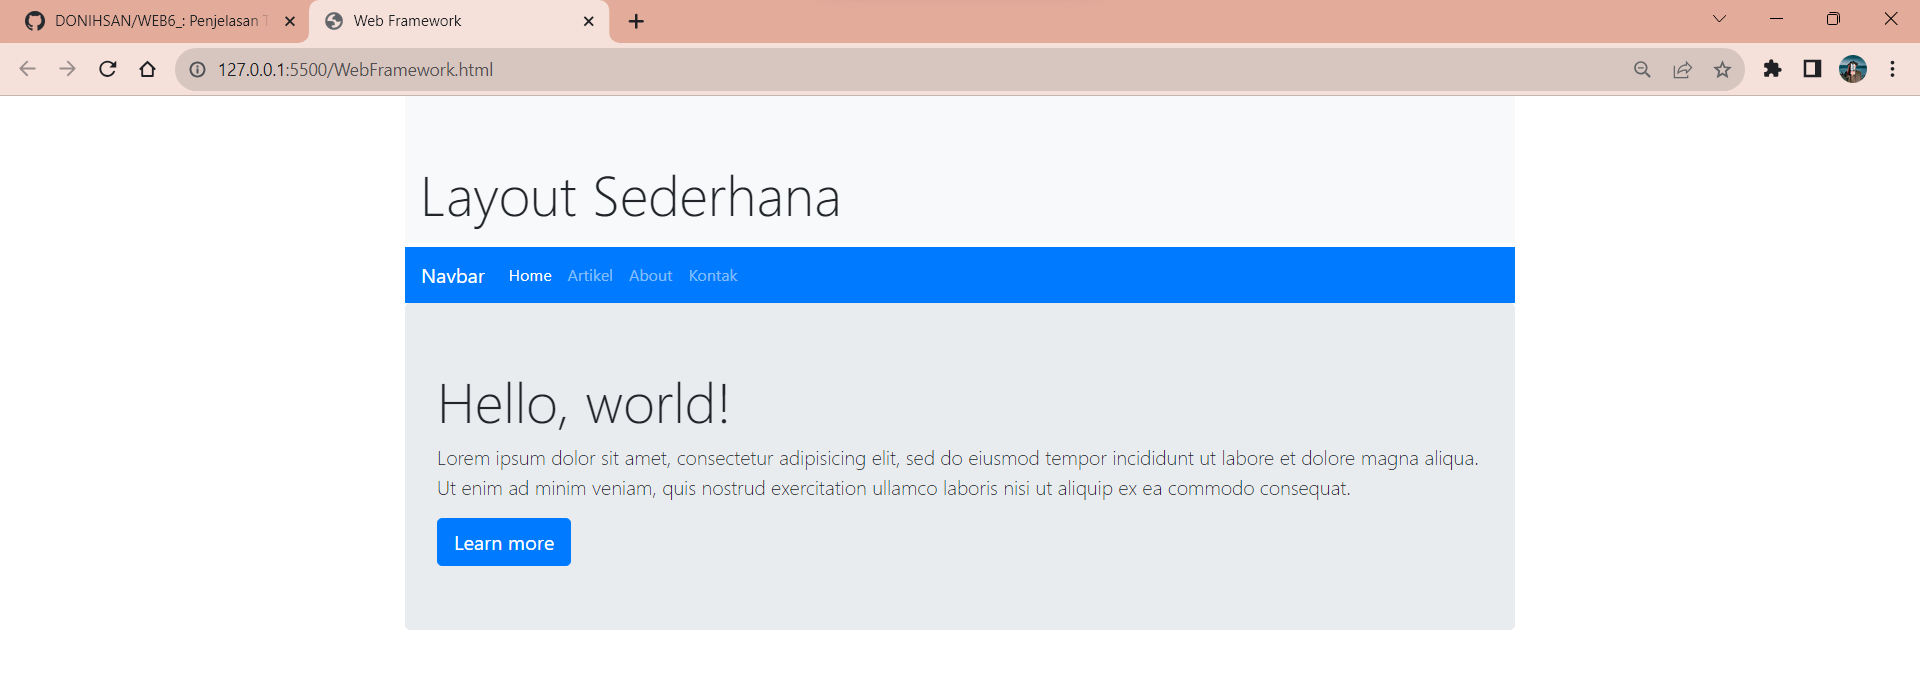 DONIHSAN/WEB6_: Penjelasan T
Web Framework
127.0.0.1:5500/WebFramework.html
Layout Sederhana
Navbar Home Artikel About Kontak
Hello, world!
Lorem ipsum dolor sit amet, consectetur adipisicing elit, sed do eiusmod tempor incididunt ut labore et dolore magna aliqua.
Ut enim ad minim veniam, quis nostrud exercitation ullamco laboris nisi ut aliquip ex ea commodo consequat.
Learn more